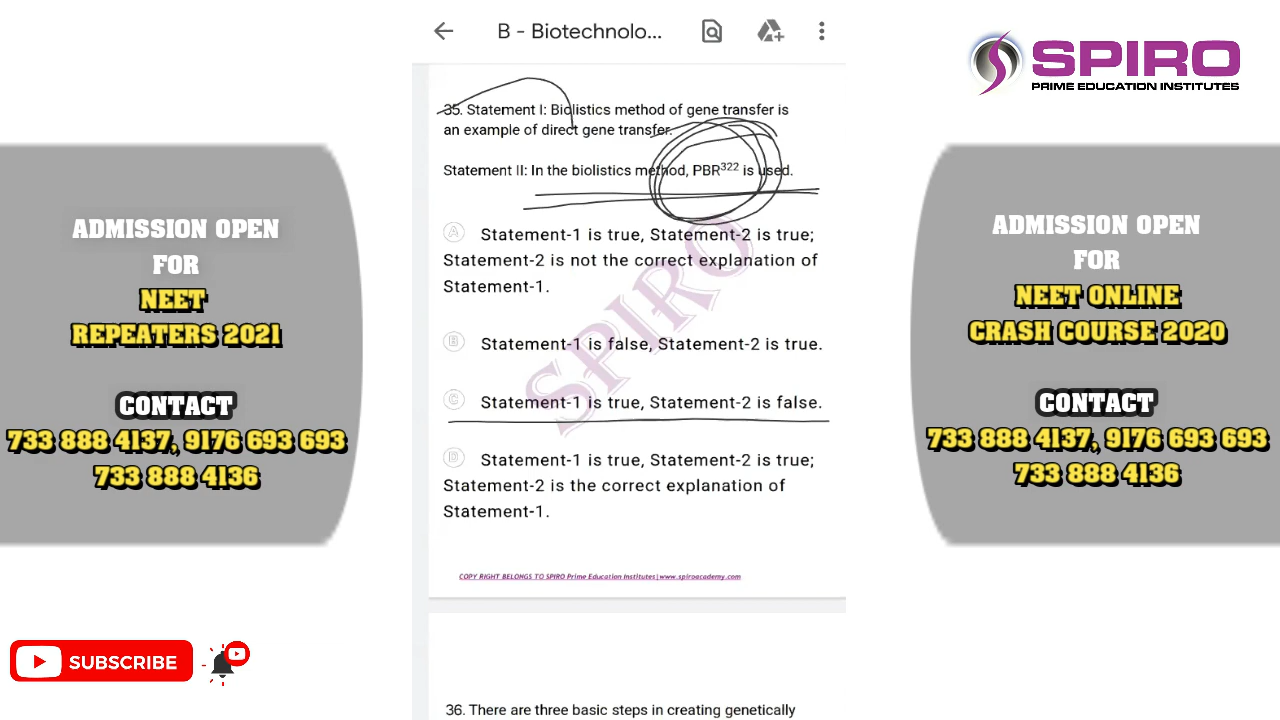 B - Biotechnolo...
SPIRO
PRIME EDUCATION INSTITUTES
35. Statement I: Biolistics method of gene transfer is
an example of direct gene transfer.
Statement II: In the biolistics method, PBR³²² is used.
A Statement-1 is true, Statement-2 is true;
Statement-2 is not the correct explanation of
Statement-1.
B Statement-1 is false, Statement-2 is true.
C Statement-1 is true, Statement-2 is false.
D Statement-1 is true, Statement-2 is true;
Statement-2 is the correct explanation of
Statement-1.
SPIRO
COPY RIGHT BELONGS TO SPIRO Prime Education Institutes|www.spiroacademy.com
36. There are three basic steps in creating genetically
ADMISSION OPEN
FOR
NEET
REPEATERS 2021
CONTACT
733 888 4137, 9176 693 693
733 888 4136
ADMISSION OPEN
FOR
NEET ONLINE
CRASH COURSE 2020
CONTACT
733 888 4137, 9176 693 693
733 888 4136
SUBSCRIBE